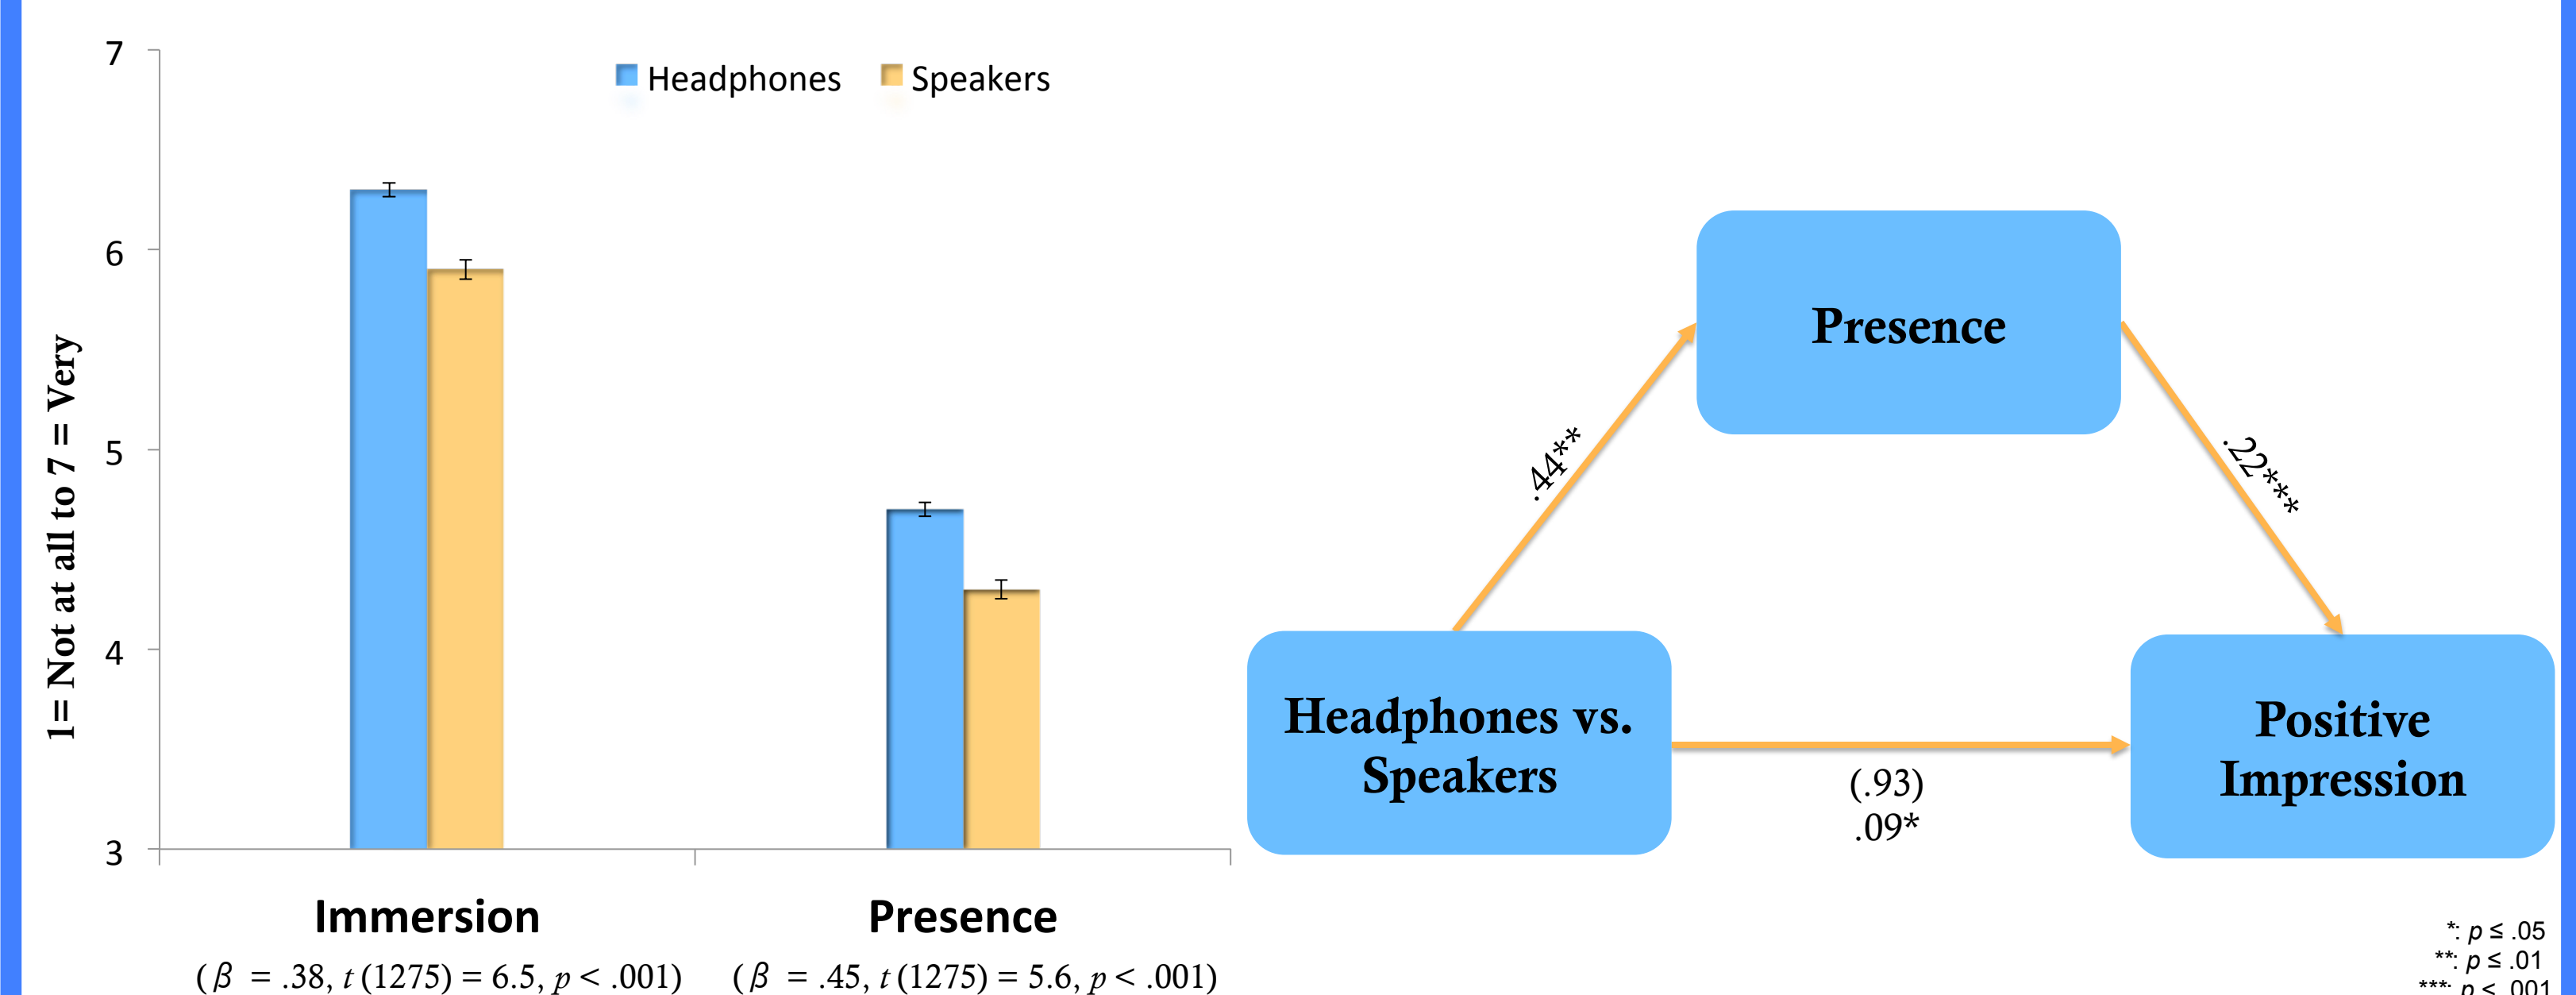 7
6
5
4
3
1= Not at all to 7 = Very
Headphones
Speakers
Immersion
Presence
(β = .38, t (1275) = 6.5, p < .001)
(β = .45, t (1275) = 5.6, p < .001)
Presence
.44**
.22***
Headphones vs.
Speakers
Positive
Impression
(.93)
.09*
*: p ≤ .05
**: p ≤ .01
***: p ≤ .001